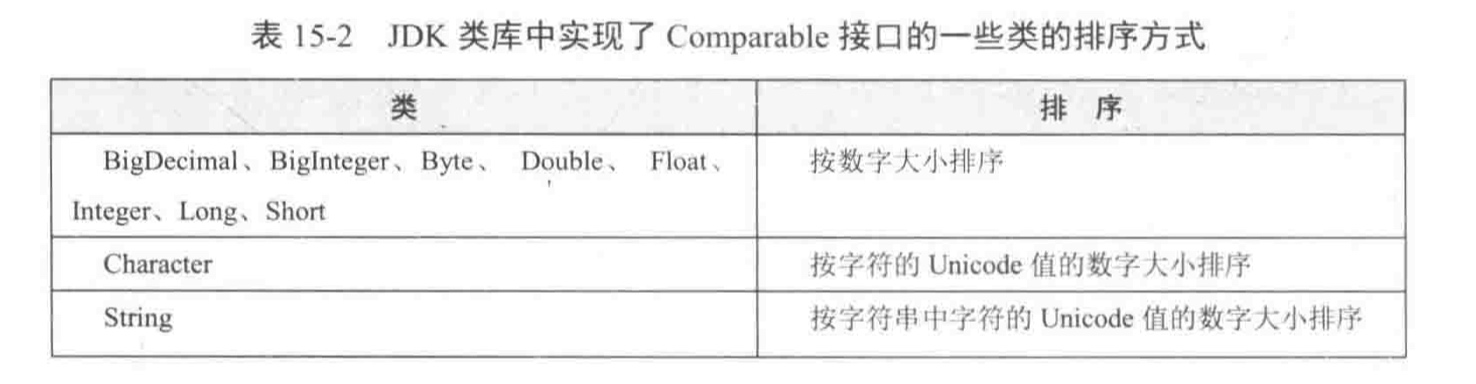 表 15-2 JDK 类库中实现了 Comparable 接口的一些类的排序方式
类 排 序
BigDecimal、BigInteger、Byte、 Double、 Float、 按数字大小排序
Integer、Long、Short
Character 按字符的 Unicode 值的数字大小排序
String 按字符串中字符的 Unicode 值的数字大小排序